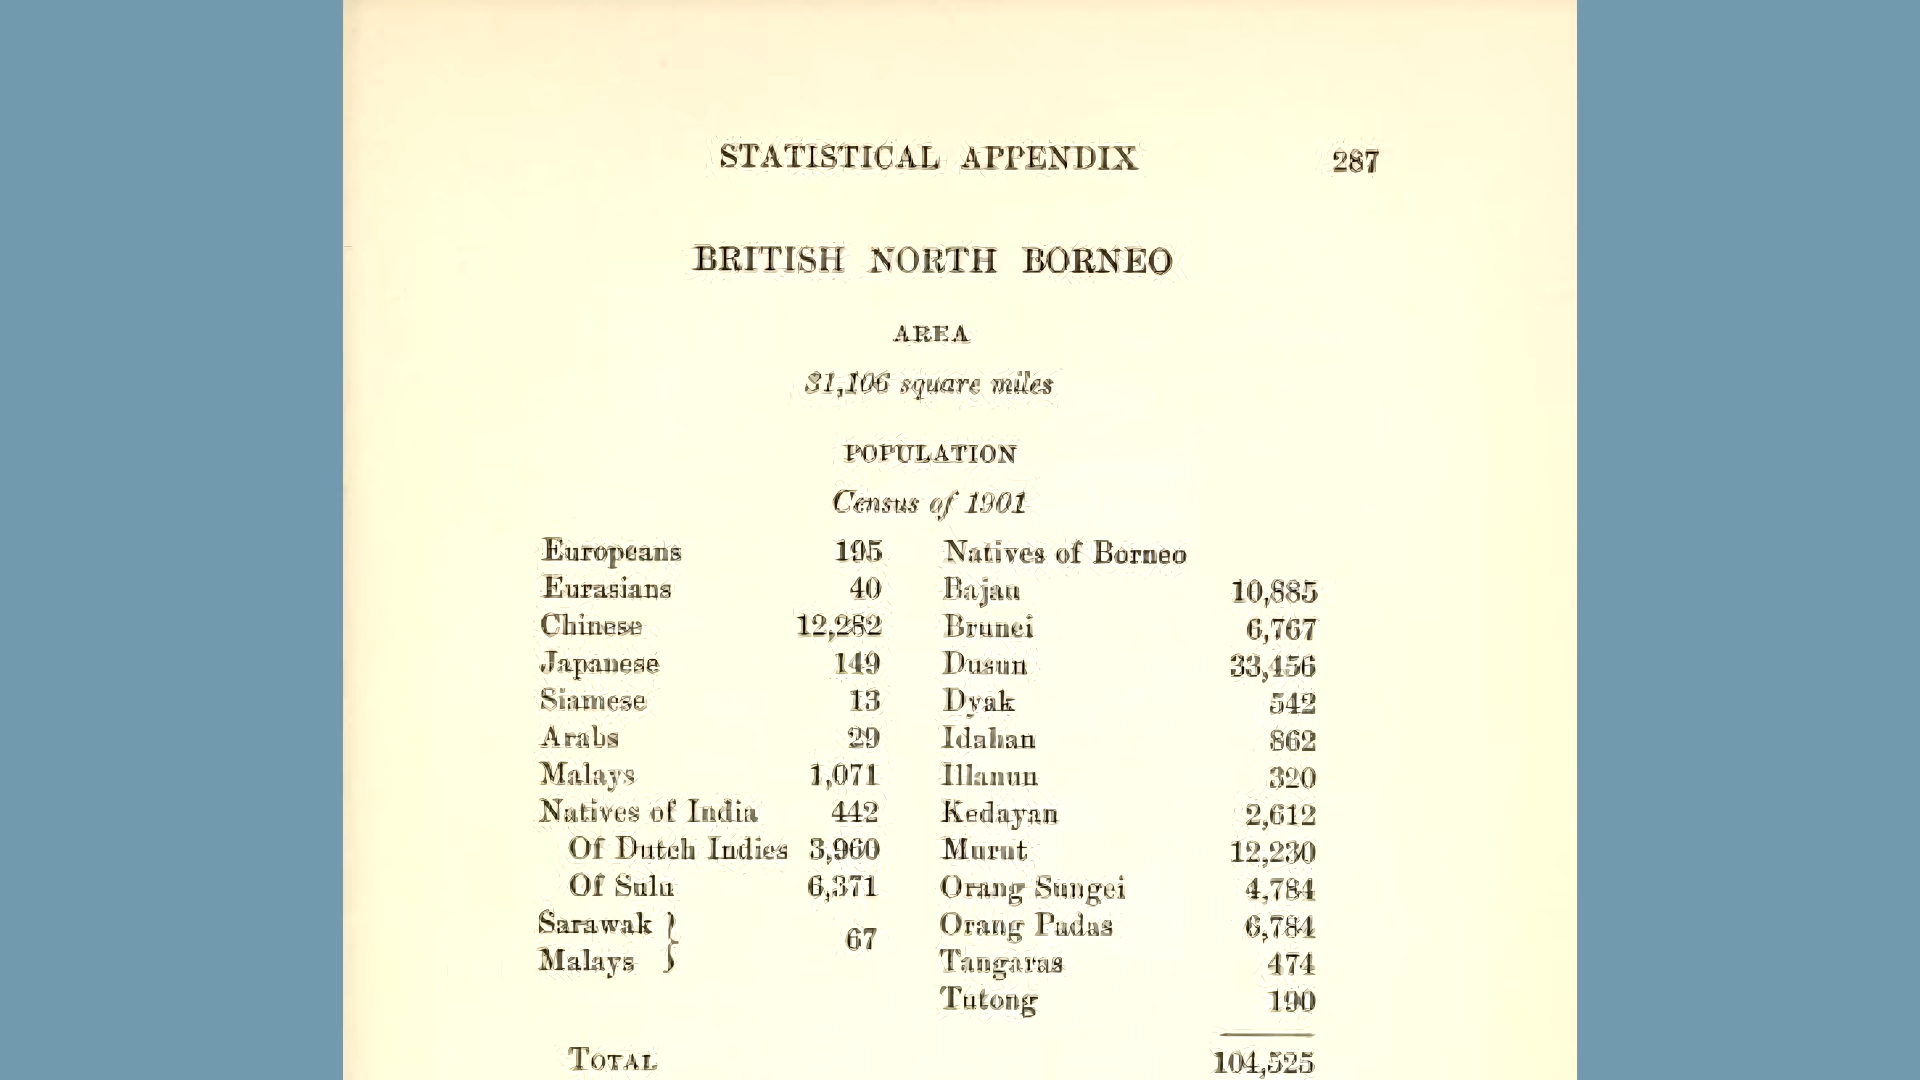 STATISTICAL APPENDIX 287
BRITISH NORTH BORNEO
AREA
31,106 square miles
POPULATION
Census of 1901
Europeans 195 Natives of Borneo
Eurasians 40 Bajau 10,885
Chinese 12,282 Brunei 6,767
Japanese 149 Dusun 33,456
Siamese 13 Dyak 542
Arabs 29 Idahan 862
Malays 1,071 Illanun 320
Natives of India 442 Kedayan 2,612
Of Dutch Indies 3,960 Murut 12,230
Of Sulu 6,371 Orang Sungei 4,784
Sarawak } 67 Orang Padas 6,784
Malays Tangaras 474
Tutong 190
TOTAL 104,525